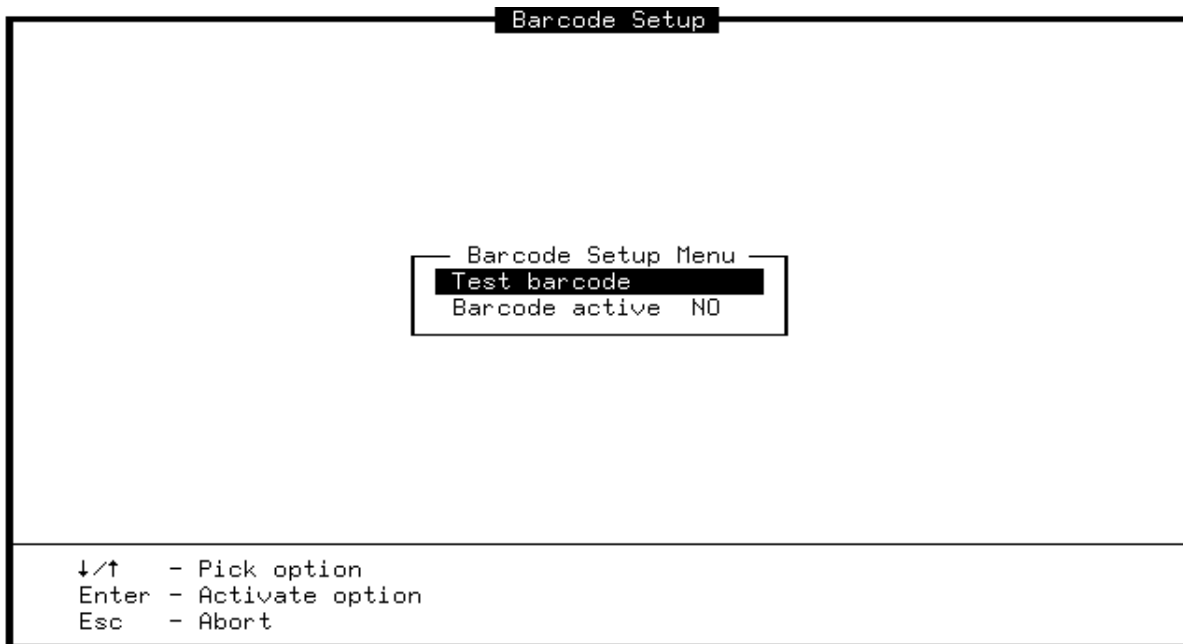 Barcode Setup
Barcode Setup Menu
Test barcode
Barcode active  NO
↓/↑   - Pick option
Enter - Activate option
Esc   - Abort